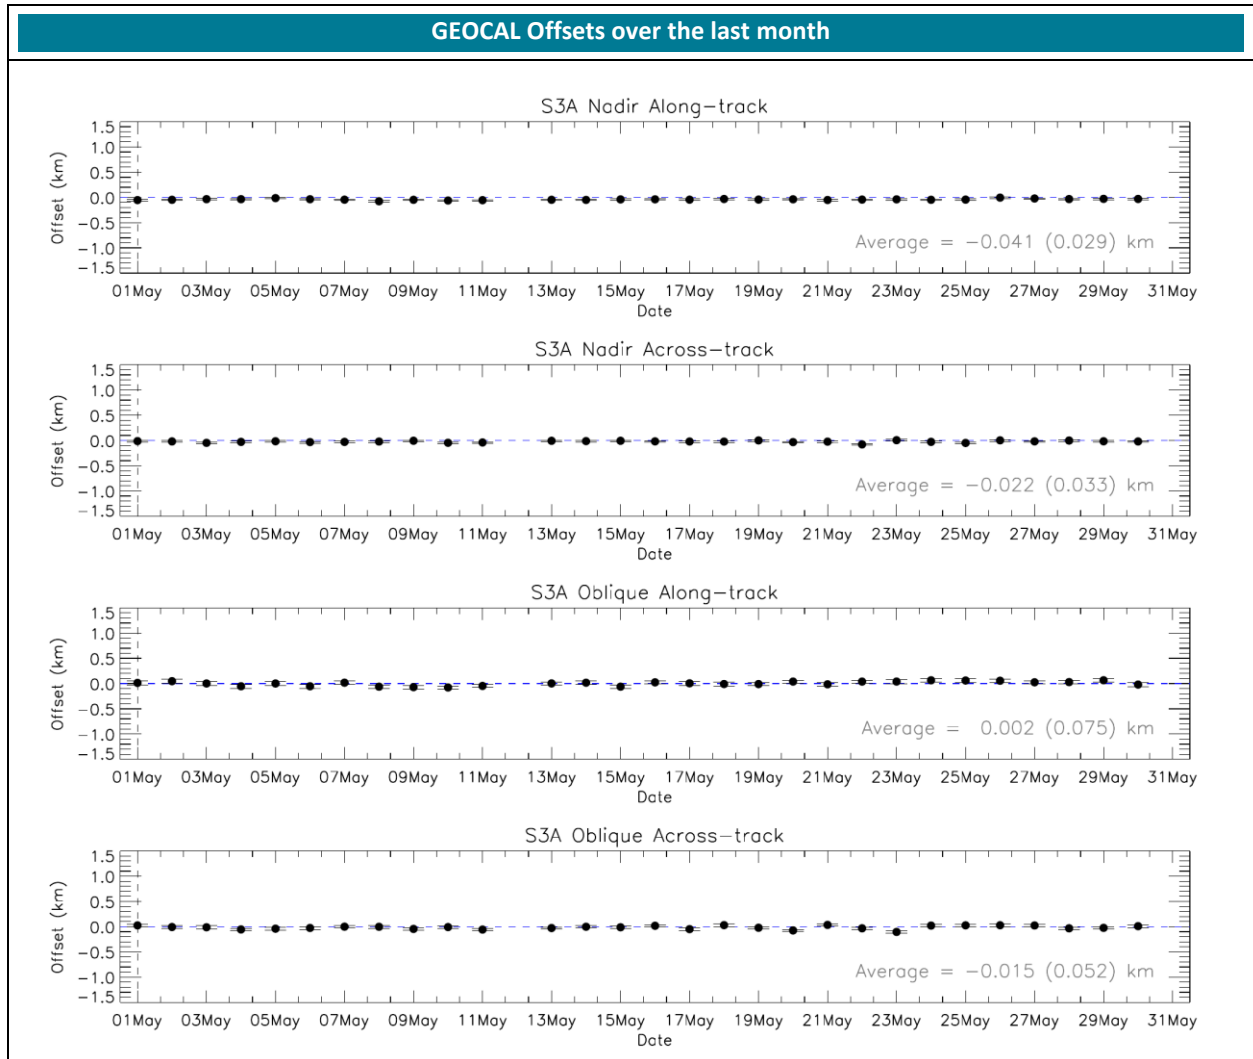 GEOCAL Offsets over the last month
S3A Nadir Along-track
1.5
1.0
0.5
0.0
-0.5
-1.0
-1.5
Offset (km)
Average = -0.041 (0.029) km
01May 03May 05May 07May 09May 11May 13May 15May 17May 19May 21May 23May 25May 27May 29May 31May
Date
S3A Nadir Across-track
1.5
1.0
0.5
0.0
-0.5
-1.0
-1.5
Offset (km)
Average = -0.022 (0.033) km
01May 03May 05May 07May 09May 11May 13May 15May 17May 19May 21May 23May 25May 27May 29May 31May
Date
S3A Oblique Along-track
1.5
1.0
0.5
0.0
-0.5
-1.0
-1.5
Offset (km)
Average = 0.002 (0.075) km
01May 03May 05May 07May 09May 11May 13May 15May 17May 19May 21May 23May 25May 27May 29May 31May
Date
S3A Oblique Across-track
1.5
1.0
0.5
0.0
-0.5
-1.0
-1.5
Offset (km)
Average = -0.015 (0.052) km
01May 03May 05May 07May 09May 11May 13May 15May 17May 19May 21May 23May 25May 27May 29May 31May
Date